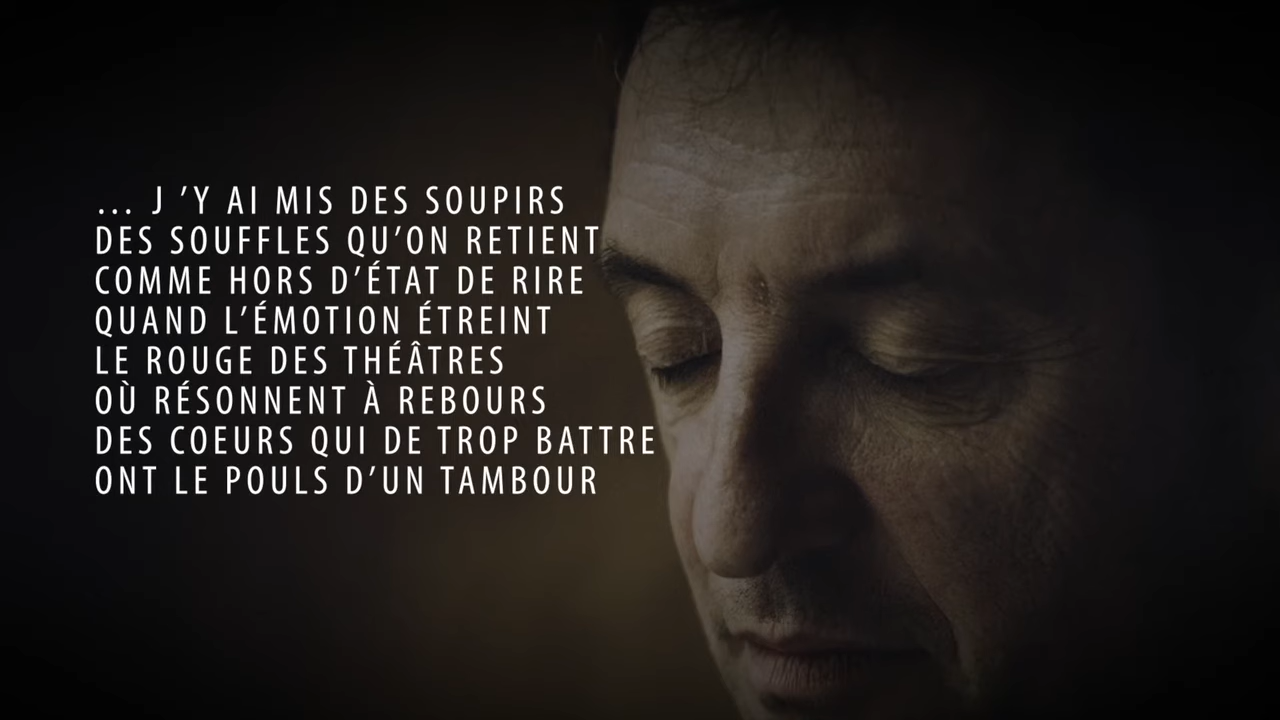 ... J 'Y AI MIS DES SOUPIRS
DES SOUFFLES QU'ON RETIENT
COMME HORS D'ÉTAT DE RIRE
QUAND L'ÉMOTION ÉTREINT
LE ROUGE DES THÉÂTRES
OÙ RÉSONNENT À REBOURS
DES COEURS QUI DE TROP BATTRE
ONT LE POULS D'UN TAMBOUR